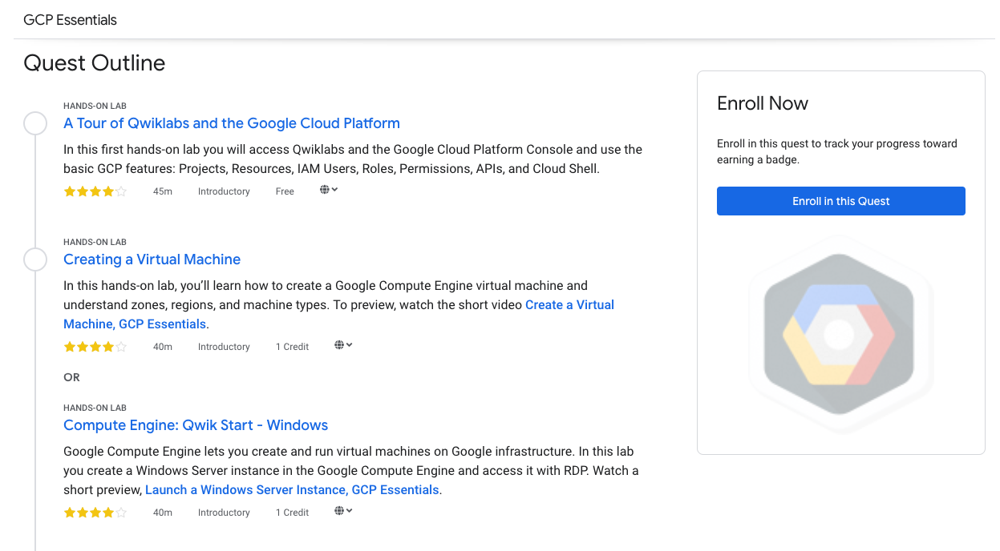 GCP Essentials
Quest Outline
HANDS-ON LAB
A Tour of Qwiklabs and the Google Cloud Platform
In this first hands-on lab you will access Qwiklabs and the Google Cloud Platform Console and use the
basic GCP features: Projects, Resources, IAM Users, Roles, Permissions, APIs, and Cloud Shell.
45m Introductory Free
HANDS-ON LAB
Creating a Virtual Machine
In this hands-on lab, you’ll learn how to create a Google Compute Engine virtual machine and
understand zones, regions, and machine types. To preview, watch the short video Create a Virtual
Machine, GCP Essentials.
40m Introductory 1 Credit
OR
HANDS-ON LAB
Compute Engine: Qwik Start - Windows
Google Compute Engine lets you create and run virtual machines on Google infrastructure. In this lab
you create a Windows Server instance in the Google Compute Engine and access it with RDP. Watch a
short preview, Launch a Windows Server Instance, GCP Essentials.
40m Introductory 1 Credit
Enroll Now
Enroll in this quest to track your progress toward
earning a badge.
Enroll in this Quest